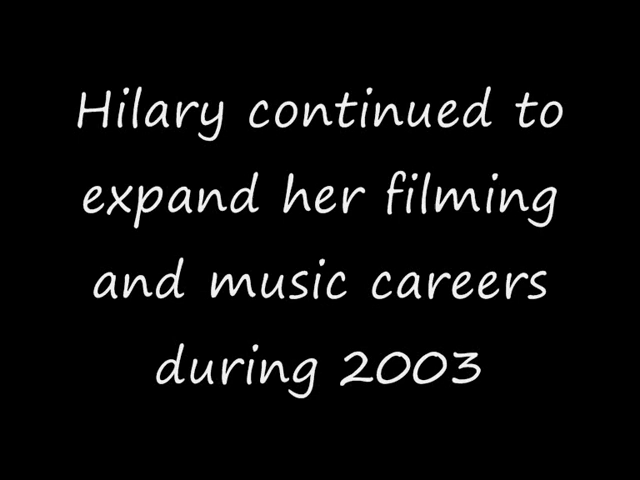 Hilary continued to
expand her filming
and music careers
during 2003